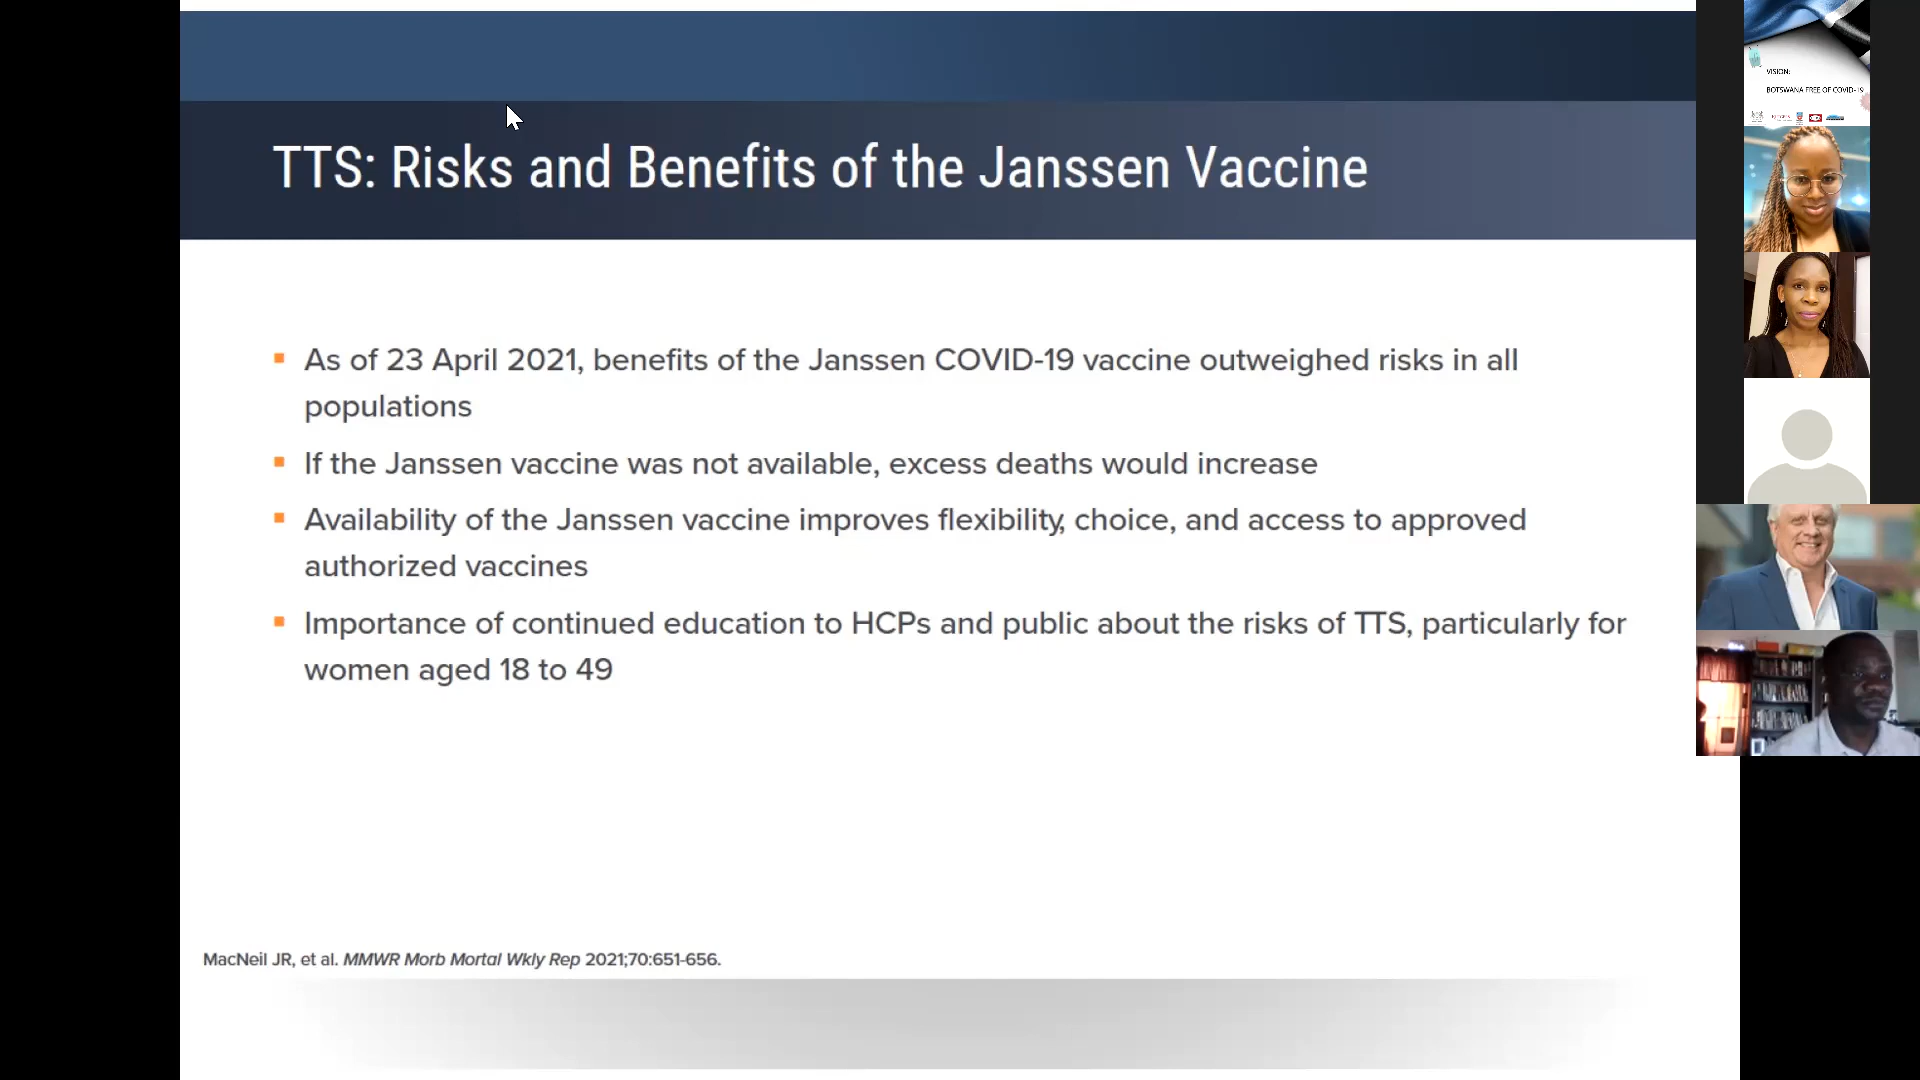 TTS: Risks and Benefits of the Janssen Vaccine
As of 23 April 2021, benefits of the Janssen COVID-19 vaccine outweighed risks in all
populations
If the Janssen vaccine was not available, excess deaths would increase
Availability of the Janssen vaccine improves flexibility, choice, and access to approved
authorized vaccines
Importance of continued education to HCPs and public about the risks of TTS, particularly for
women aged 18 to 49
MacNeil JR, et al. MMWR Morb Mortal Wkly Rep 2021;70:651-656.
VISION:
BOTSWANA FREE OF COVID-19